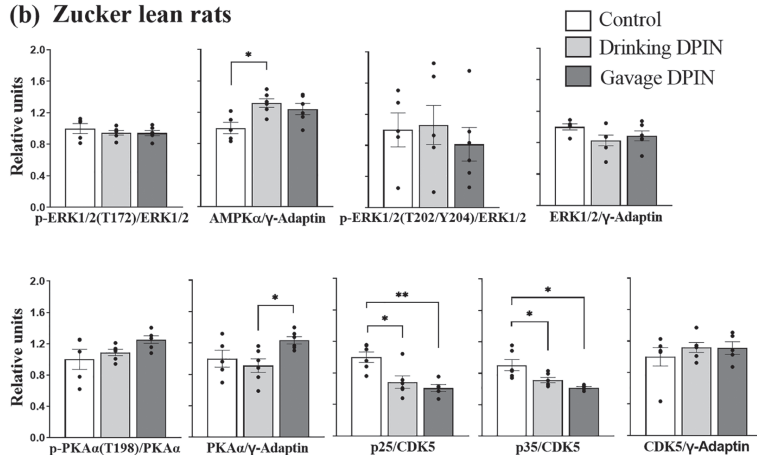 (b) Zucker lean rats
Control
Drinking DPIN
Gavage DPIN
Relative units
2.0
1.6
1.2
0.8
0.4
0.0
*
p-ERK1/2(T172)/ERK1/2
AMPKα/γ-Adaptin
p-ERK1/2(T202/Y204)/ERK1/2
ERK1/2/γ-Adaptin
Relative units
2.0
1.6
1.2
0.8
0.4
0.0
*
**
*
*
*
p-PKAα(T198)/PKAα
PKAα/γ-Adaptin
p25/CDK5
p35/CDK5
CDK5/γ-Adaptin